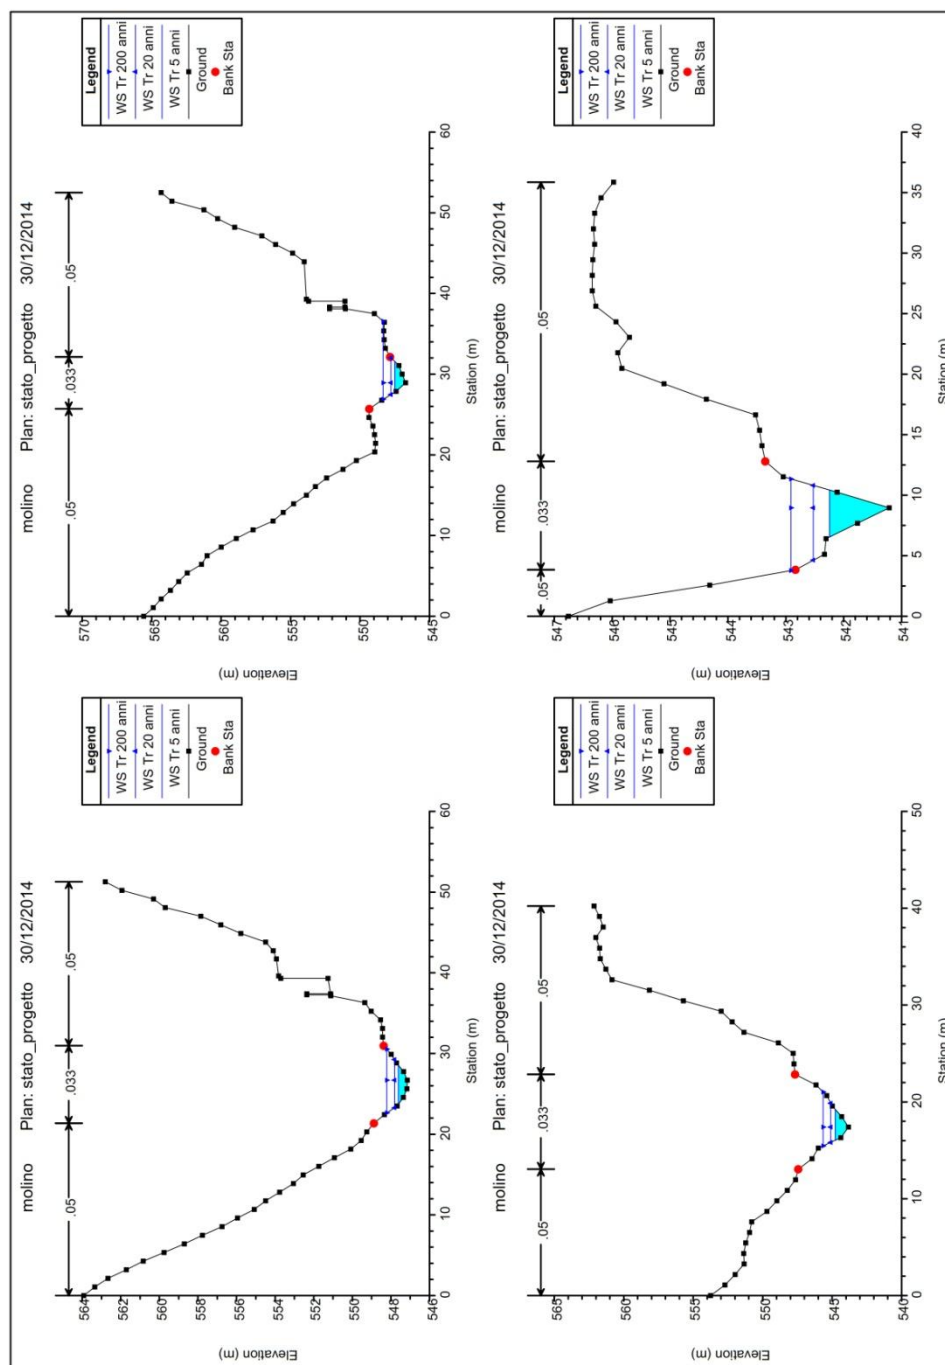 molino Plan: stato_progetto 30/12/2014
.05 .033 .05
Legend
WS Tr 200 anni
WS Tr 20 anni
WS Tr 5 anni
Ground
Bank Sta
564
562
560
558
556
554
552
550
548
546
Elevation (m)
0 10 20 30 40 50 60
Station (m)
molino Plan: stato_progetto 30/12/2014
.05 .033 .05
Legend
WS Tr 200 anni
WS Tr 20 anni
WS Tr 5 anni
Ground
Bank Sta
570
565
560
555
550
545
Elevation (m)
0 10 20 30 40 50 60
Station (m)
molino Plan: stato_progetto 30/12/2014
.05 .033 .05
Legend
WS Tr 200 anni
WS Tr 20 anni
WS Tr 5 anni
Ground
Bank Sta
565
560
555
550
545
540
Elevation (m)
0 10 20 30 40 50
Station (m)
molino Plan: stato_progetto 30/12/2014
.05 .033 .05
Legend
WS Tr 200 anni
WS Tr 20 anni
WS Tr 5 anni
Ground
Bank Sta
547
546
545
544
543
542
541
Elevation (m)
0 5 10 15 20 25 30 35 40
Station (m)